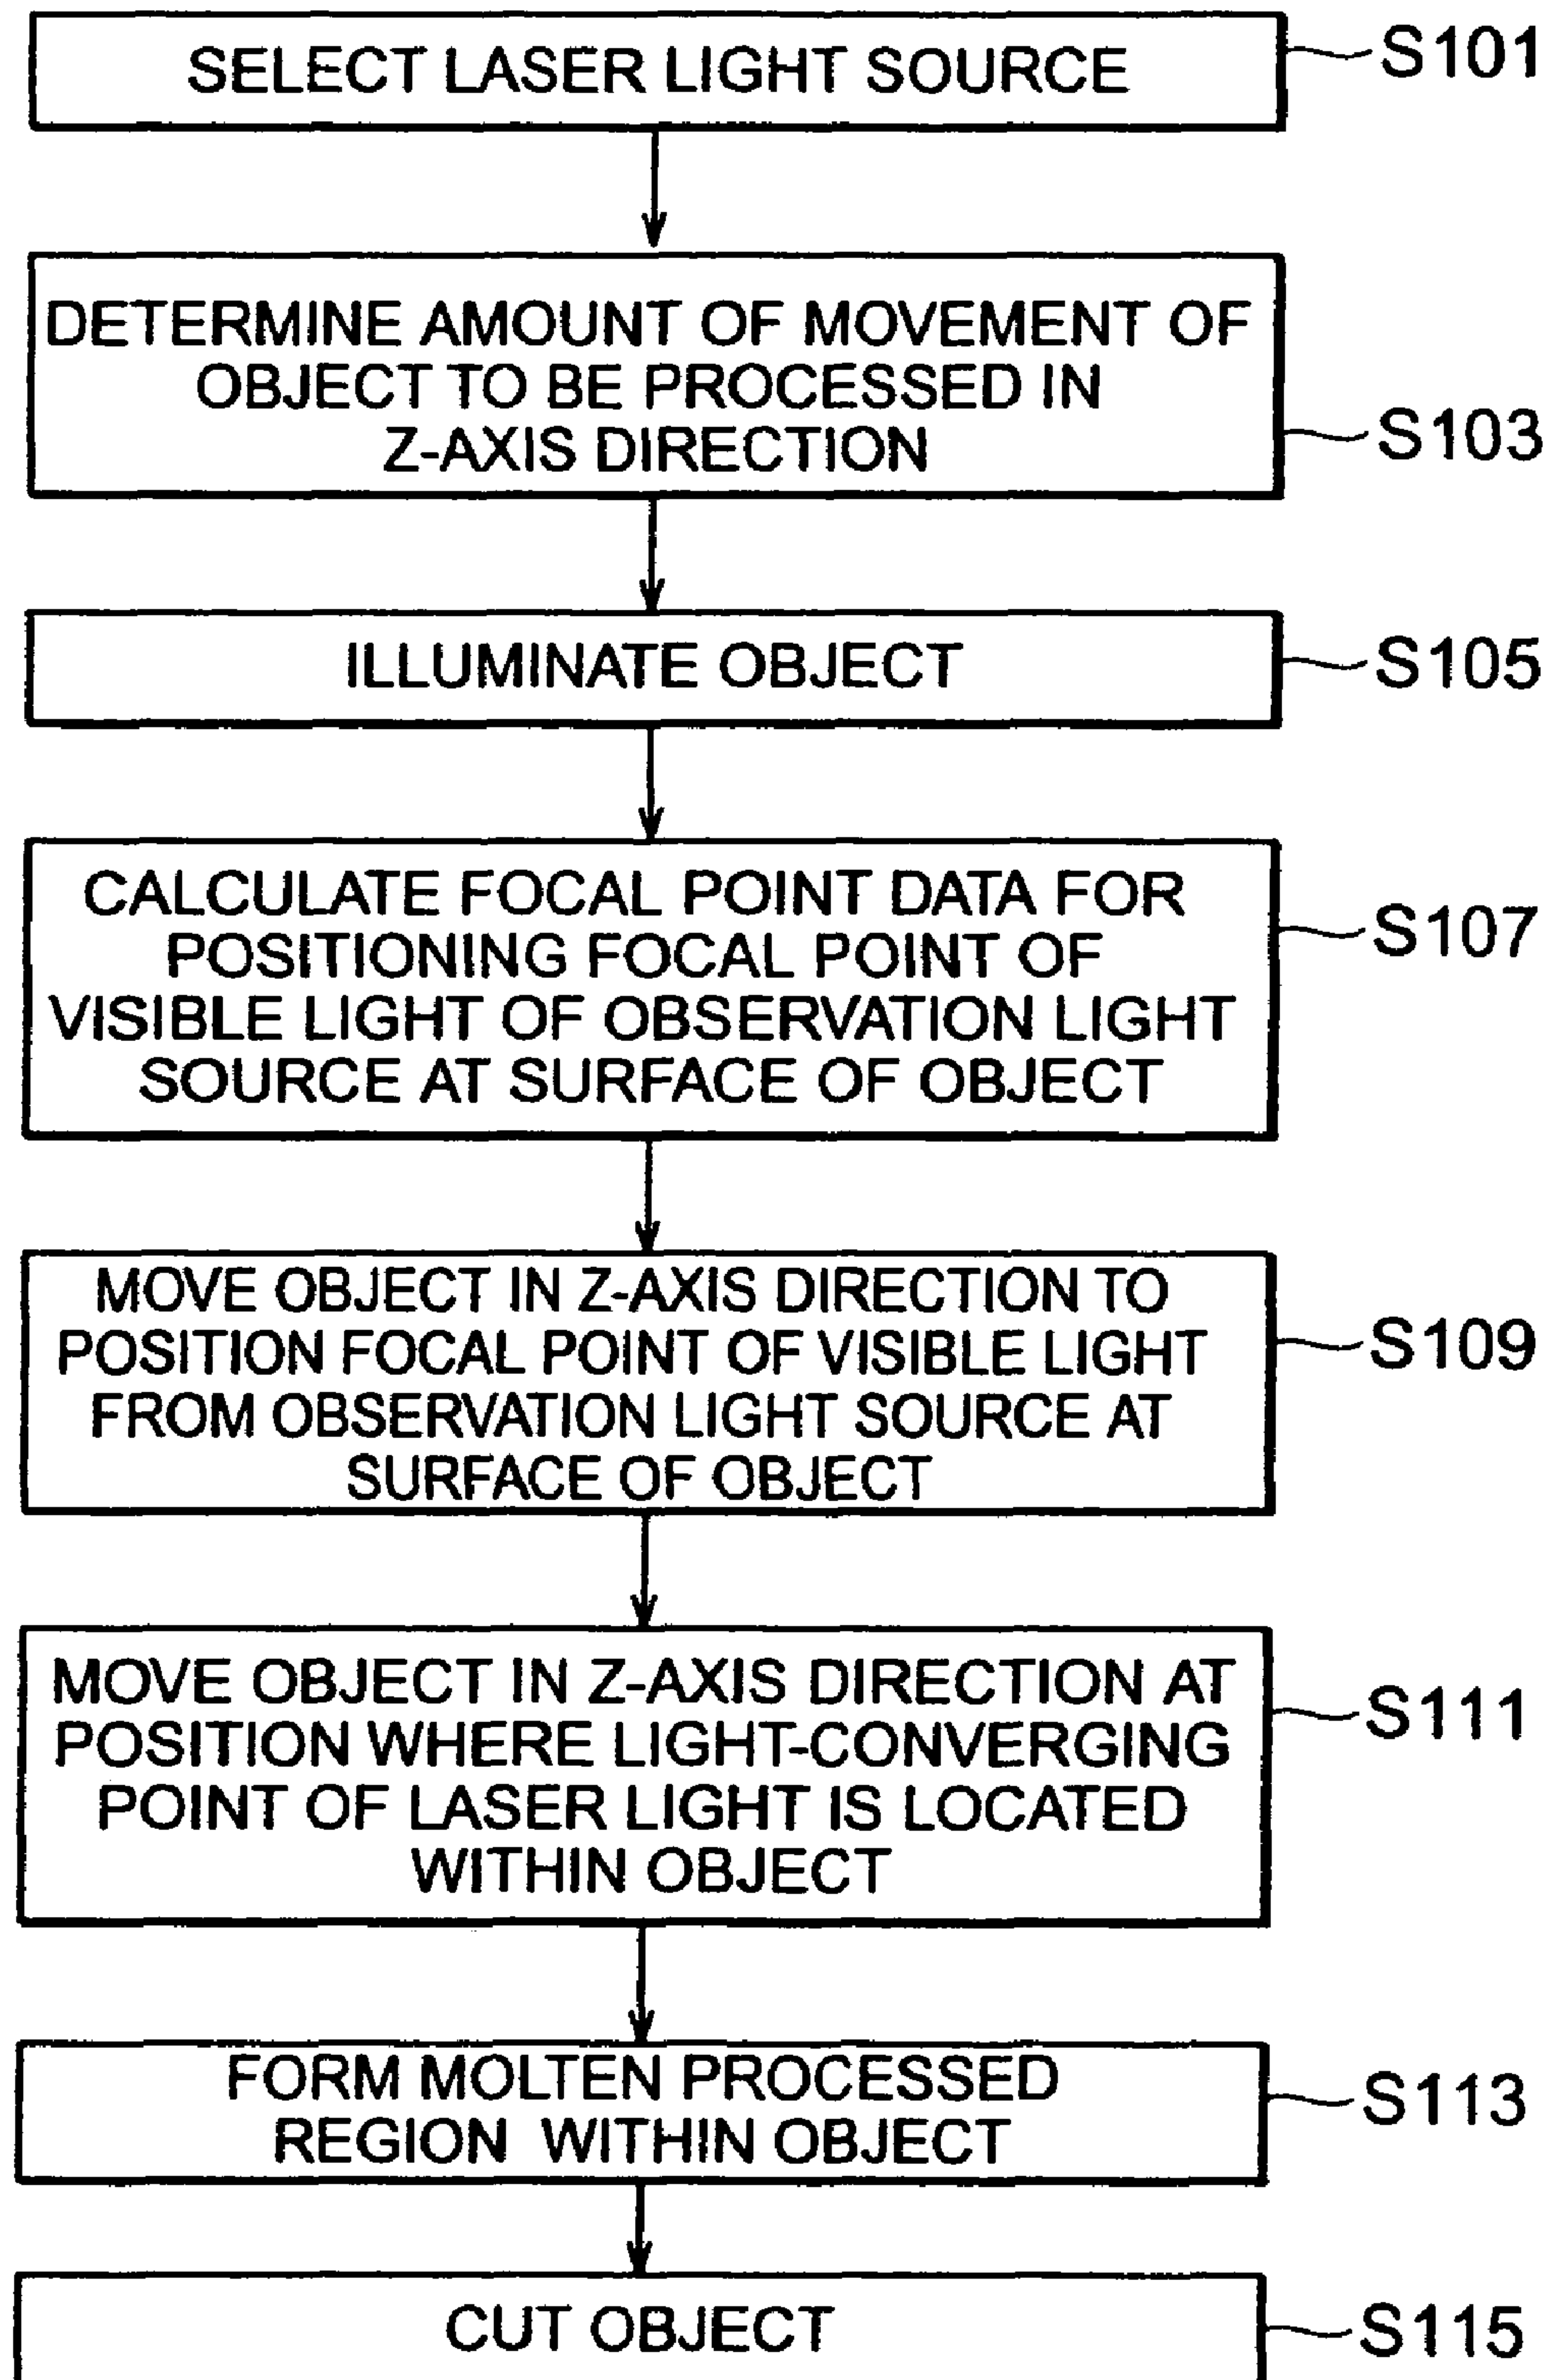 SELECT LASER LIGHT SOURCE
S101
DETERMINE AMOUNT OF MOVEMENT OF
OBJECT TO BE PROCESSED IN
Z-AXIS DIRECTION
S103
ILLUMINATE OBJECT
S105
CALCULATE FOCAL POINT DATA FOR
POSITIONING FOCAL POINT OF
VISIBLE LIGHT OF OBSERVATION LIGHT
SOURCE AT SURFACE OF OBJECT
S107
MOVE OBJECT IN Z-AXIS DIRECTION TO
POSITION FOCAL POINT OF VISIBLE LIGHT
FROM OBSERVATION LIGHT SOURCE AT
SURFACE OF OBJECT
S109
MOVE OBJECT IN Z-AXIS DIRECTION AT
POSITION WHERE LIGHT-CONVERGING
POINT OF LASER LIGHT IS LOCATED
WITHIN OBJECT
S111
FORM MOLTEN PROCESSED
REGION WITHIN OBJECT
S113
CUT OBJECT
S115